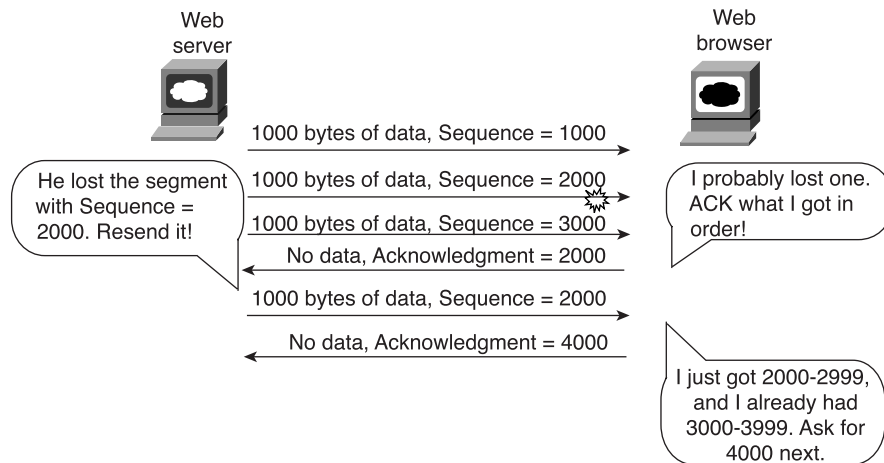 Web
server
Web
browser
1000 bytes of data, Sequence = 1000
He lost the segment
with Sequence =
2000. Resend it!
1000 bytes of data, Sequence = 2000
I probably lost one.
ACK what I got in
order!
1000 bytes of data, Sequence = 3000
No data, Acknowledgment = 2000
1000 bytes of data, Sequence = 2000
No data, Acknowledgment = 4000
I just got 2000-2999,
and I already had
3000-3999. Ask for
4000 next.